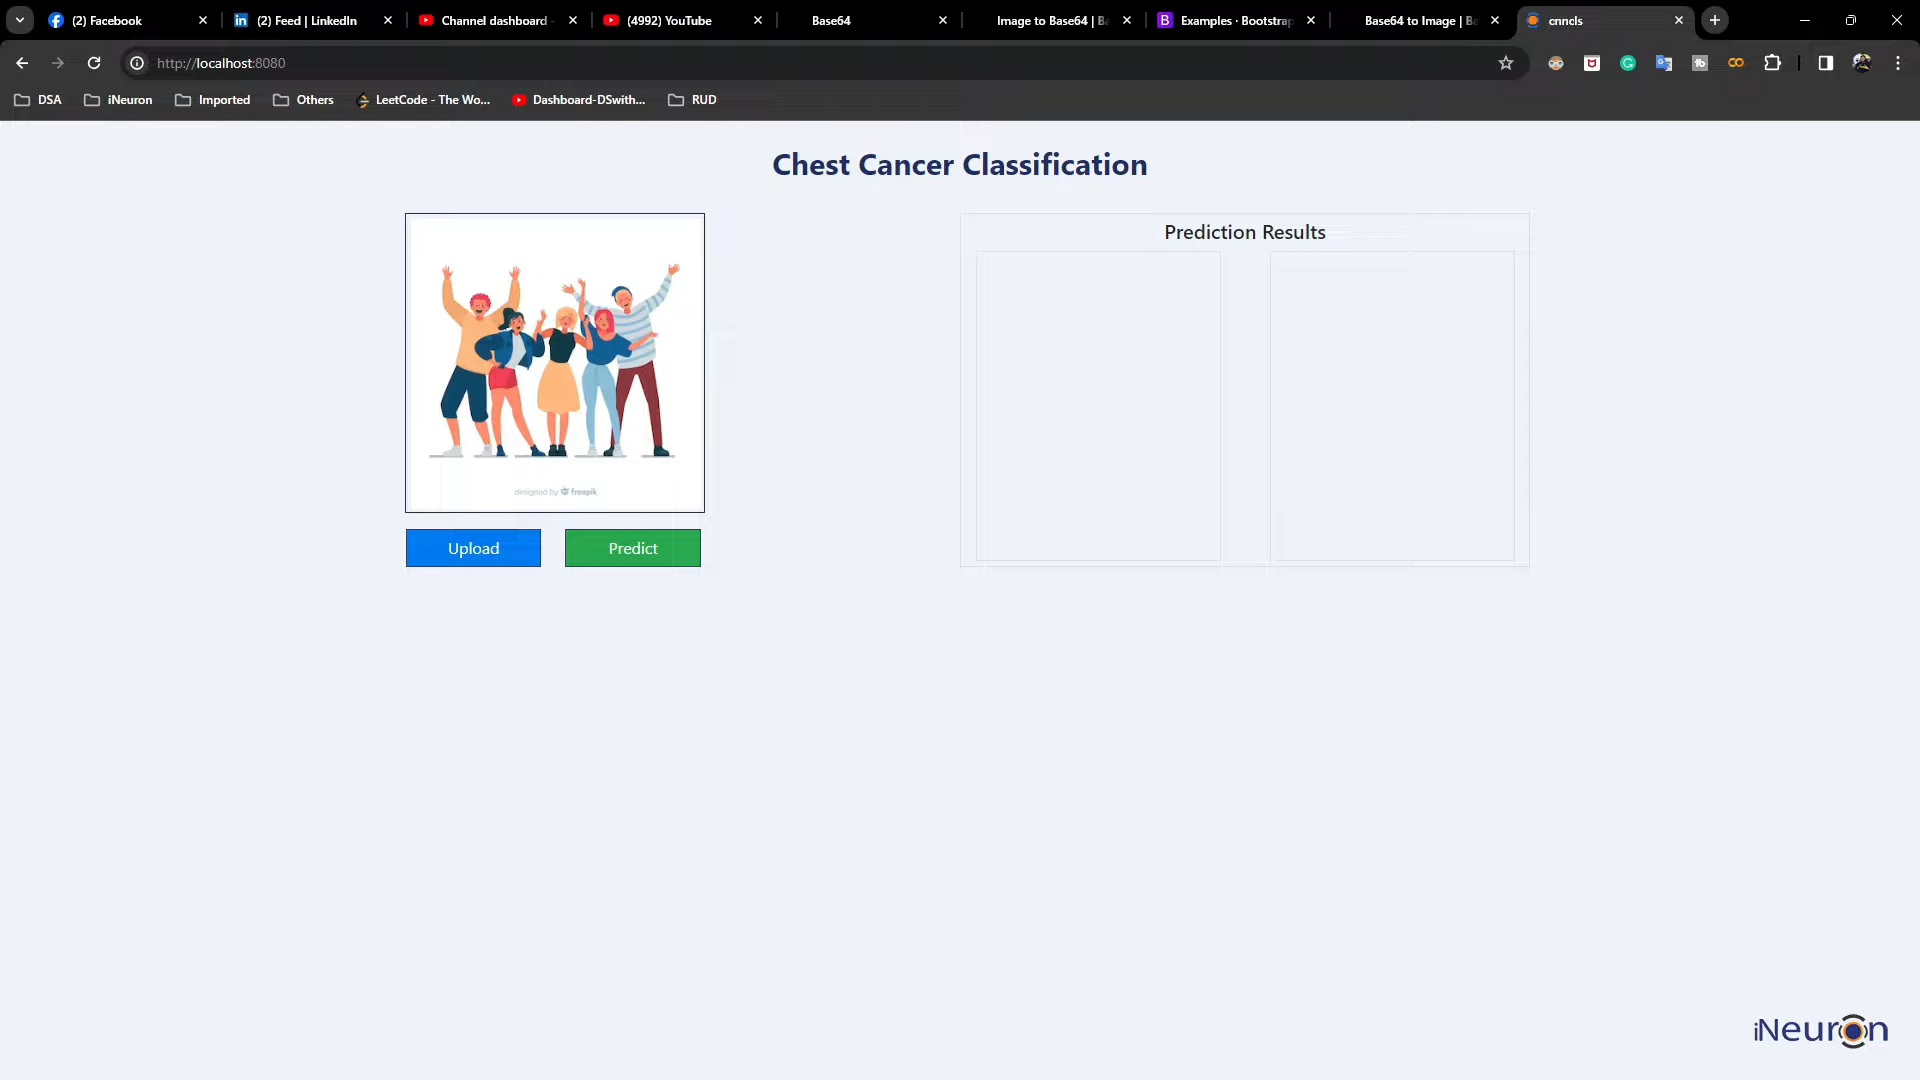 (2) Facebook
(2) Feed | LinkedIn
Channel dashboard -
(4992) YouTube
Base64
Image to Base64 | Ba
Examples · Bootstrap
Base64 to Image | Ba
cnncls
http://localhost:8080
DSA
iNeuron
Imported
Others
LeetCode - The Wo...
Dashboard-DSwith...
RUD
Chest Cancer Classification
designed by freepik
Upload
Predict
Prediction Results
iNeuron